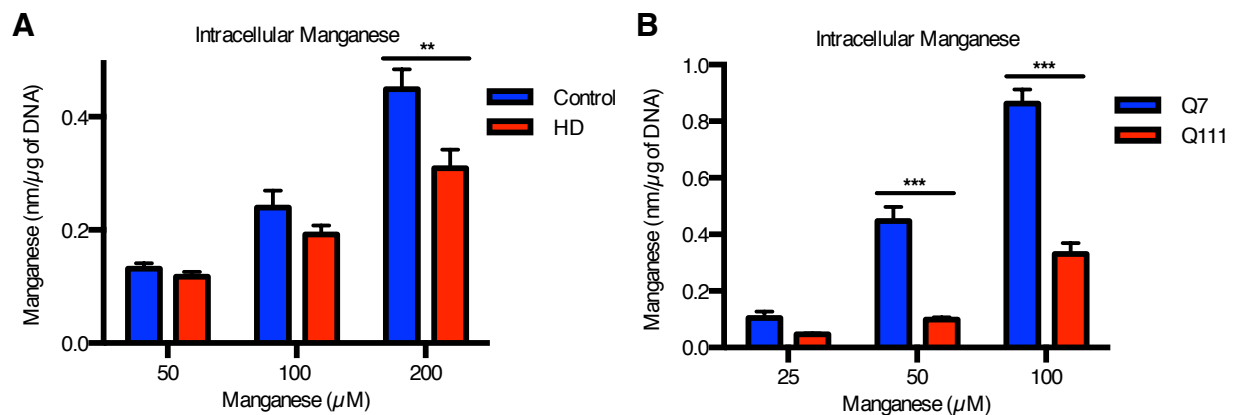 A
Intracellular Manganese
**
Control
HD
Manganese (nm/µg of DNA)
0.4
0.2
0.0
50 100 200
Manganese (µM)
B
Intracellular Manganese
***
***
Q7
Q111
Manganese (nm/µg of DNA)
1.0
0.8
0.6
0.4
0.2
0.0
25 50 100
Manganese (µM)